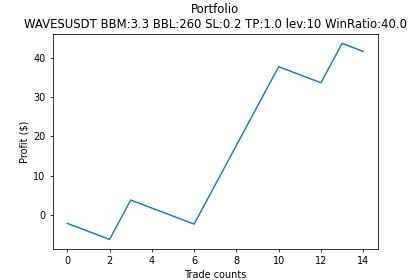 Portfolio
WAVESUSDT BBM:3.3 BBL:260 SL:0.2 TP:1.0 lev:10 WinRatio:40.0
40
30
20
10
0
Profit ($)
0 2 4 6 8 10 12 14
Trade counts